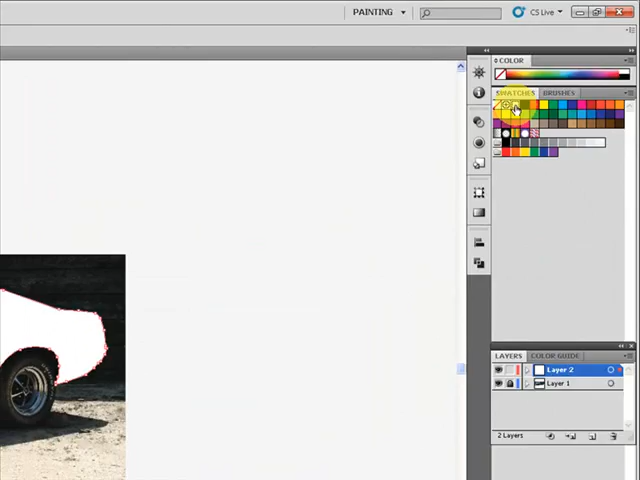 PAINTING
CS Live
COLOR
SWATCHES BRUSHES
LAYERS COLOR GUIDE
Layer 2
Layer 1
2 Layers